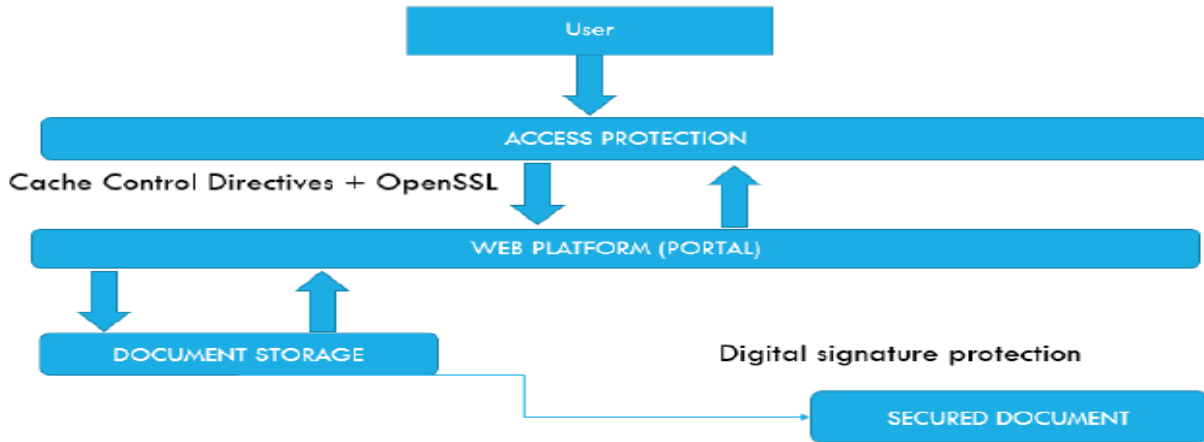 User
ACCESS PROTECTION
Cache Control Directives + OpenSSL
WEB PLATFORM (PORTAL)
DOCUMENT STORAGE
Digital signature protection
SECURED DOCUMENT